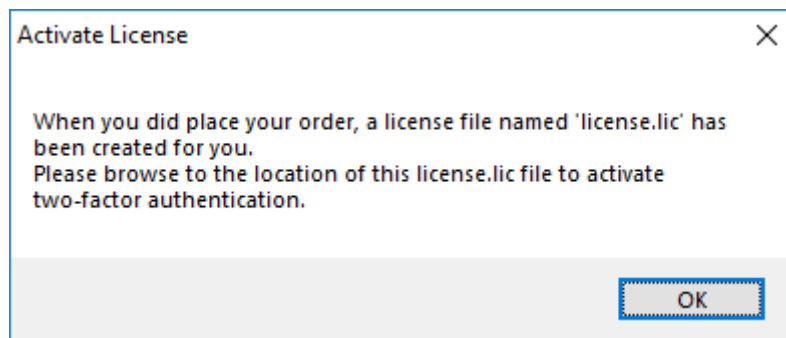 Activate License
When you did place your order, a license file named 'license.lic' has
been created for you.
Please browse to the location of this license.lic file to activate
two-factor authentication.
OK